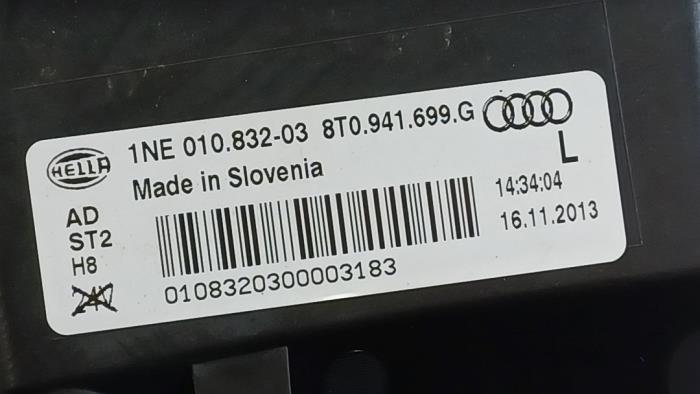 1NE 010.832-03 8T0.941.699.G
HELLA
L
Made in Slovenia
14:34:04
16.11.2013
AD
ST2
H8
0108320300003183